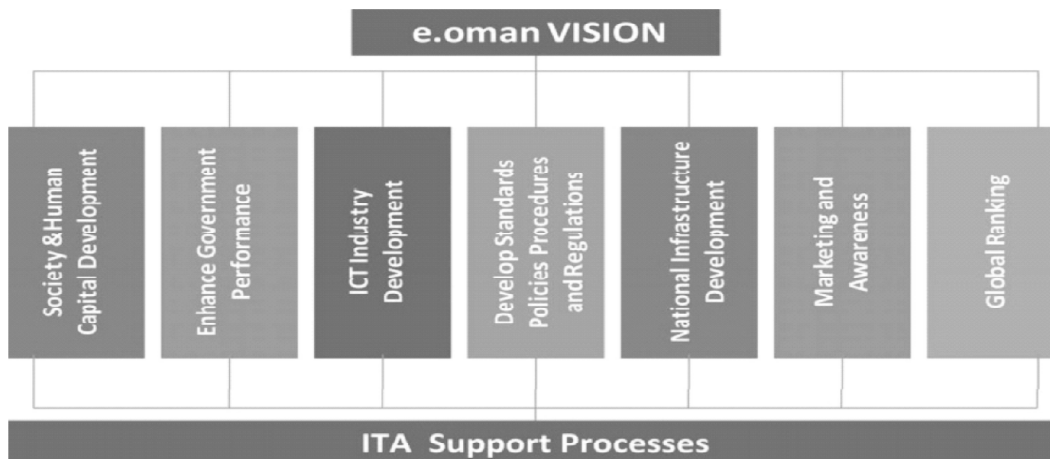 e.oman VISION
Society & Human
Capital Development
Enhance Government
Performance
ICT Industry
Development
Develop Standards
Policies Procedures
and Regulations
National Infrastructure
Development
Marketing and
Awareness
Global Ranking
ITA Support Processes